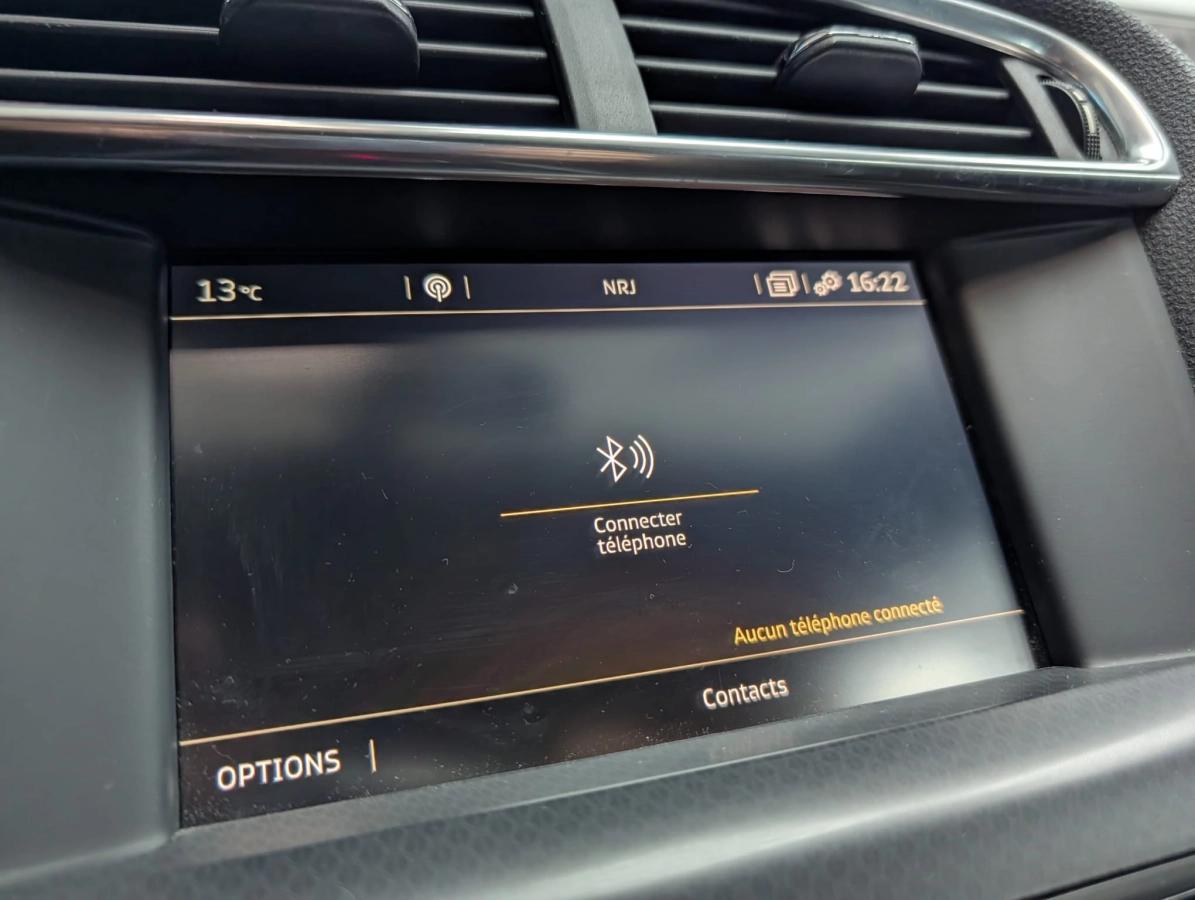 13°C NRJ 16:22
Connecter
téléphone
Aucun téléphone connecté
Contacts
OPTIONS